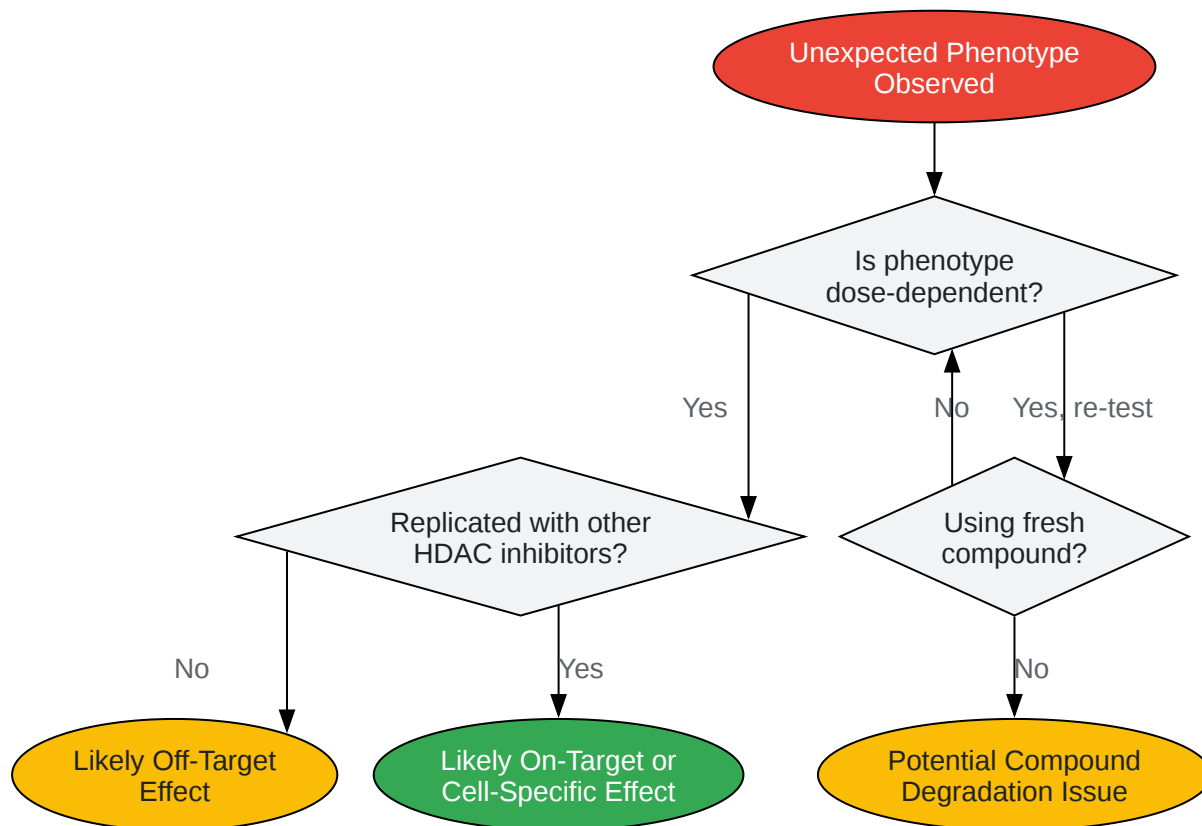 Unexpected Phenotype
Observed
Is phenotype
dose-dependent?
Yes
No
Yes, re-test
Replicated with other
HDAC inhibitors?
Using fresh
compound?
No
Yes
No
Likely Off-Target
Effect
Likely On-Target or
Cell-Specific Effect
Potential Compound
Degradation Issue